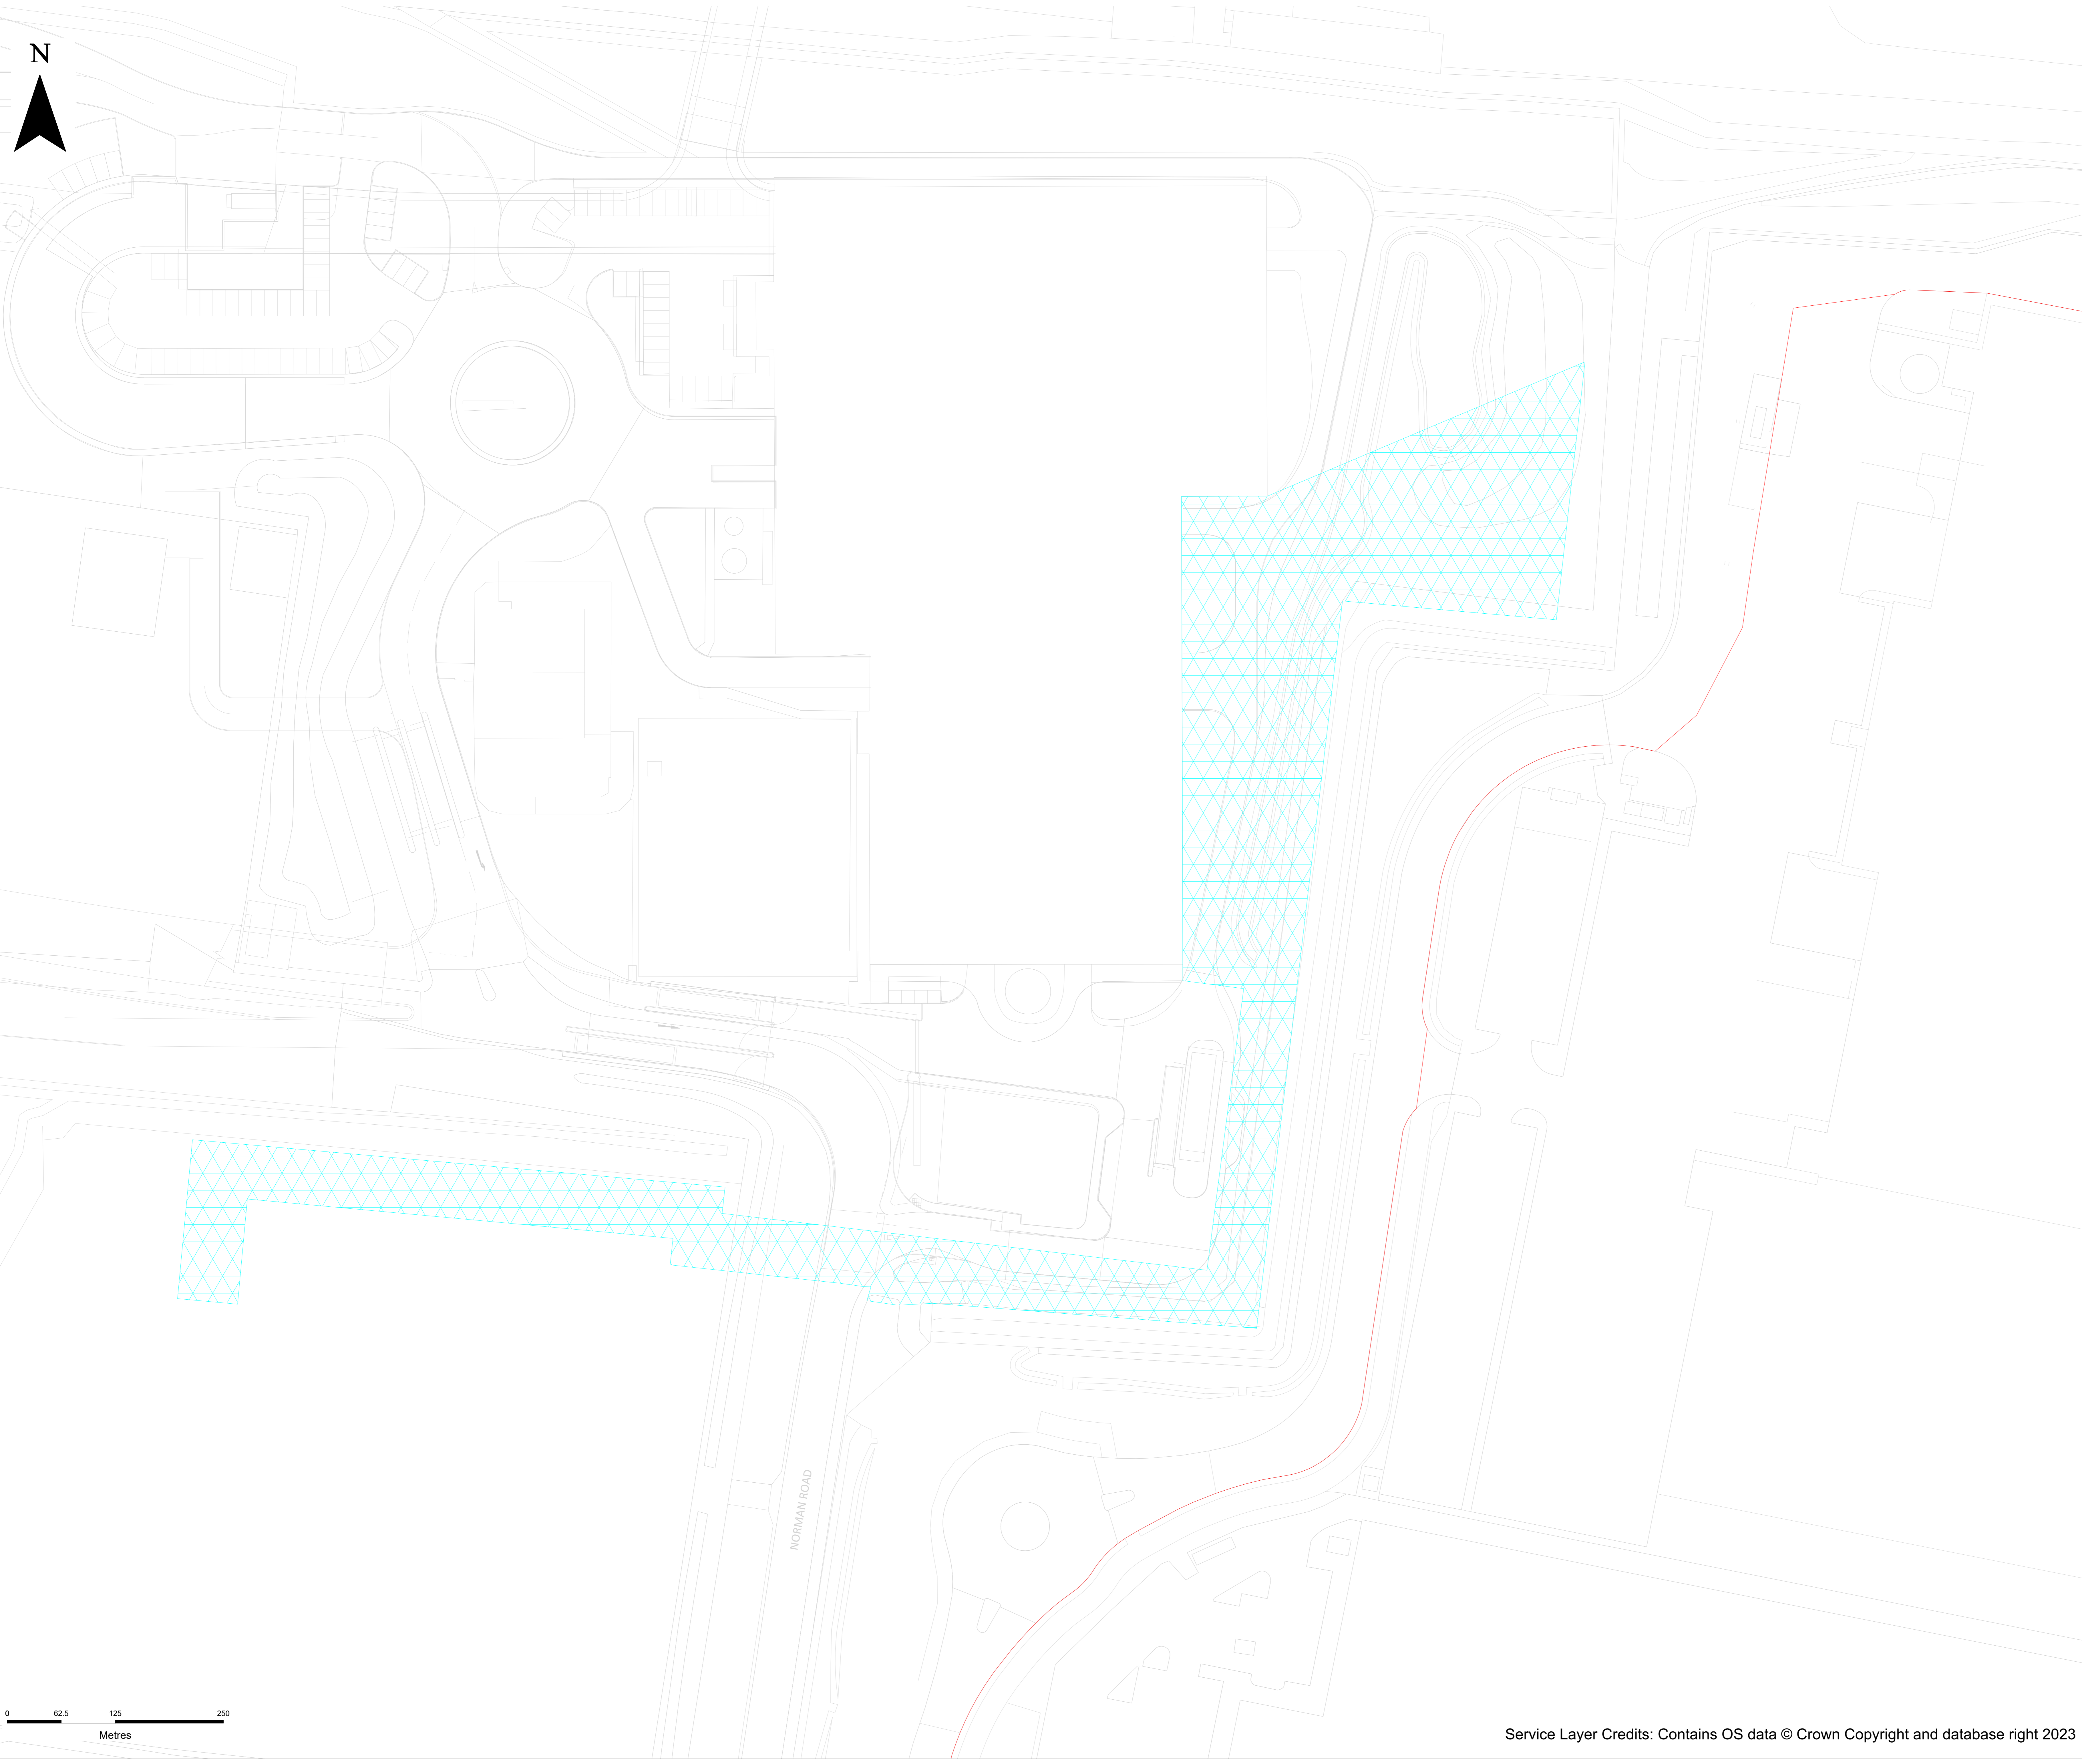 N
NORMAN ROAD
0 62.5 125 250
Metres
Service Layer Credits: Contains OS data © Crown Copyright and database right 2023